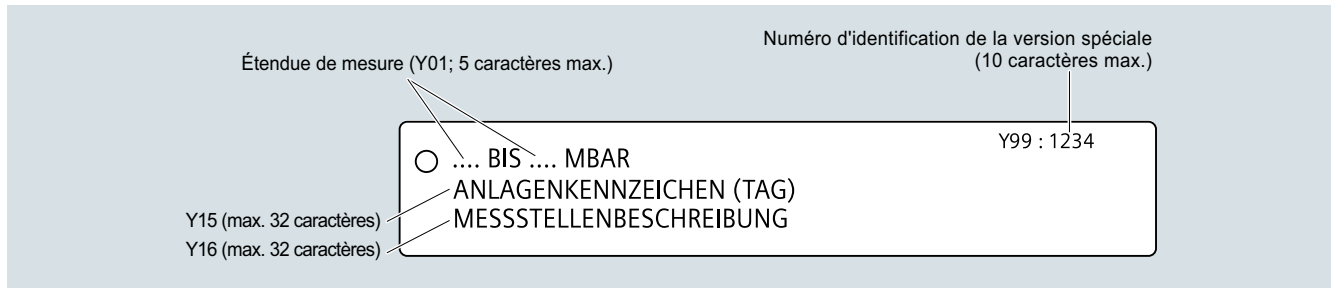 Numéro d'identification de la version spéciale
(10 caractères max.)
Étendue de mesure (Y01; 5 caractères max.)
Y99 : 1234
.... BIS .... MBAR
ANLAGENKENNZEICHEN (TAG)
MESSSTELLENBESCHREIBUNG
Y15 (max. 32 caractères)
Y16 (max. 32 caractères)